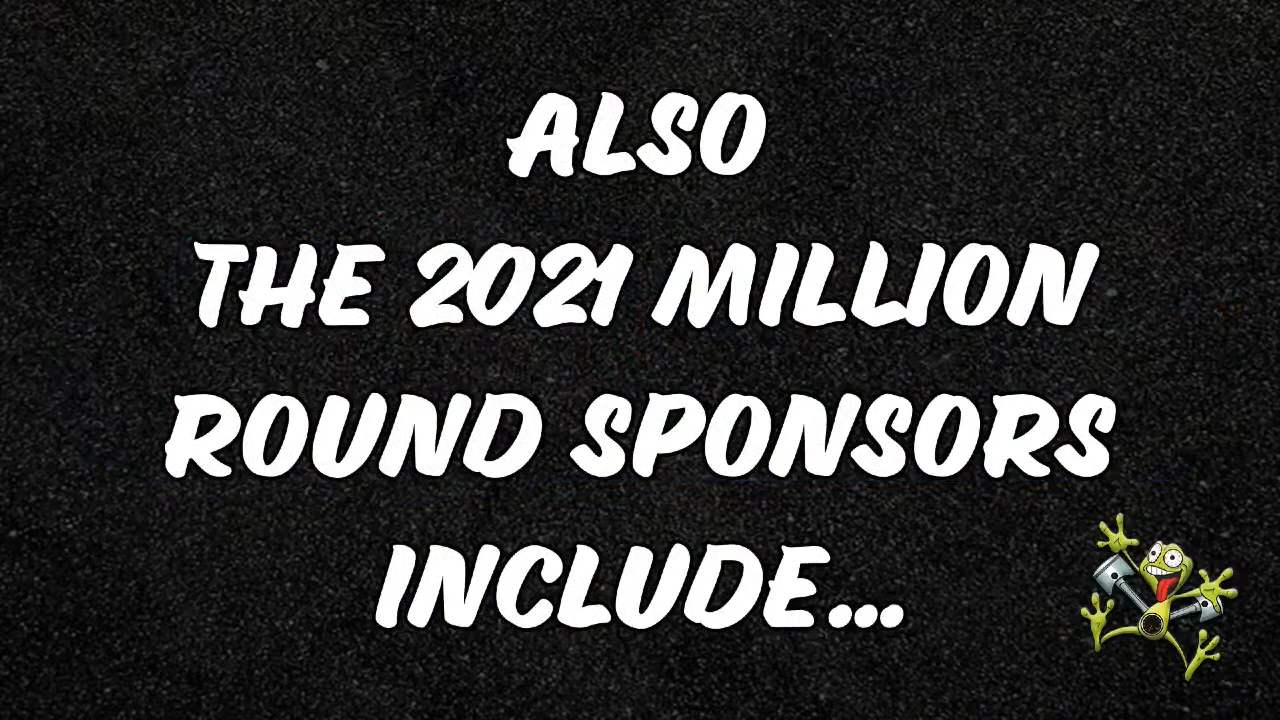 ALSO
THE 2021 MILLION
ROUND SPONSORS
INCLUDE...